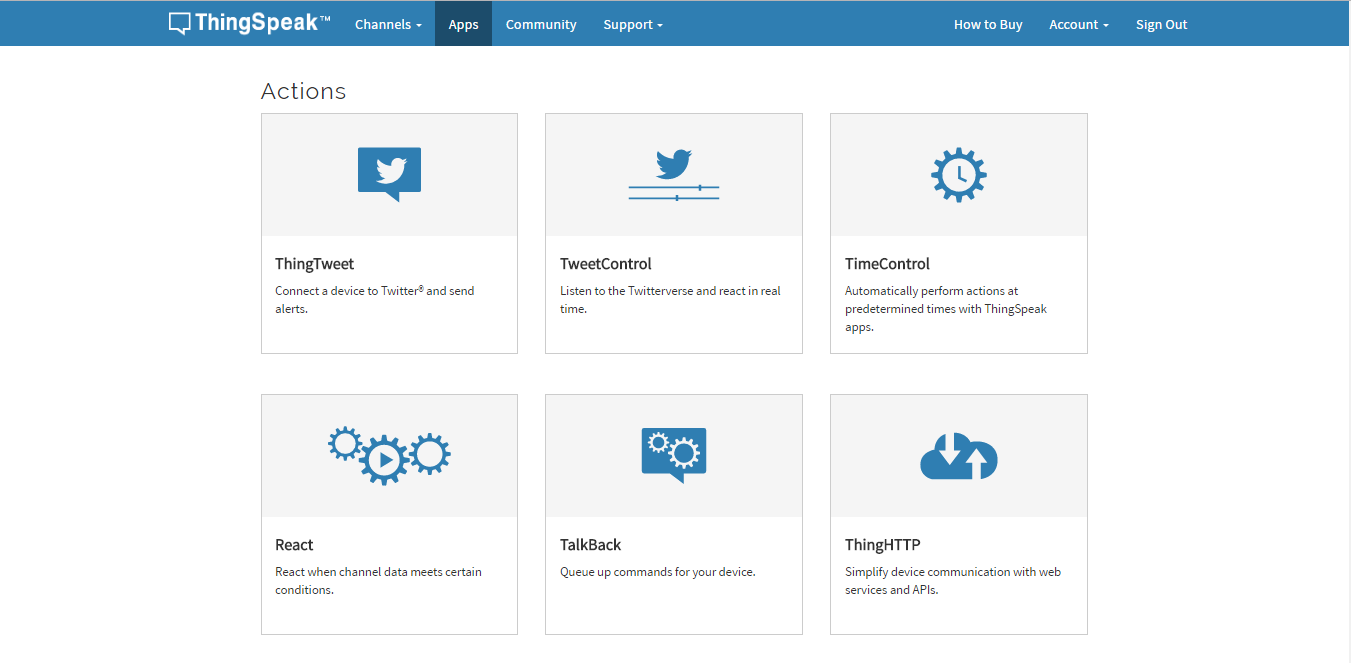 ThingSpeak™ Channels Apps Community Support How to Buy Account Sign Out
Actions
ThingTweet
Connect a device to Twitter® and send
alerts.
TweetControl
Listen to the Twitterverse and react in real
time.
TimeControl
Automatically perform actions at
predetermined times with ThingSpeak
apps.
React
React when channel data meets certain
conditions.
TalkBack
Queue up commands for your device.
ThingHTTP
Simplify device communication with web
services and APIs.